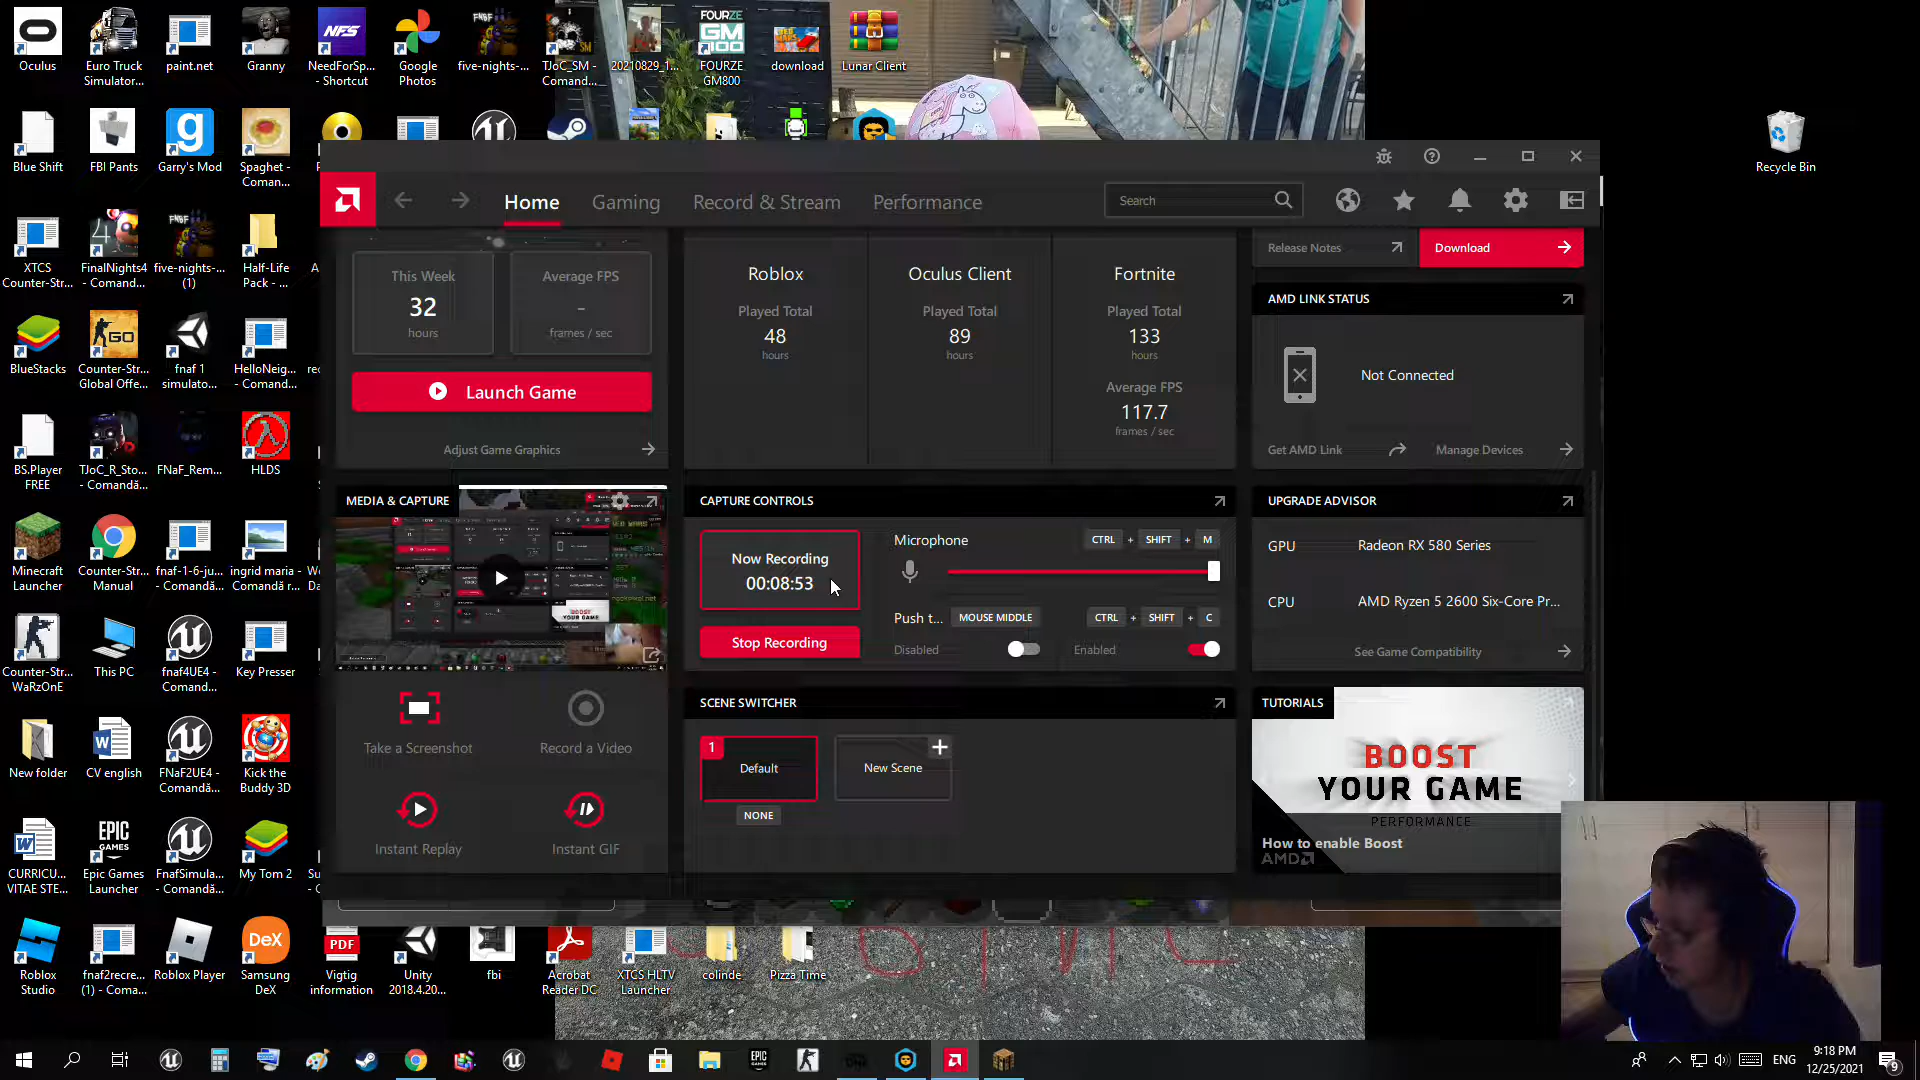 Oculus
Euro Truck
Simulator...
paint.net
Granny
NeedForSp...
- Shortcut
Google
Photos
five-nights-...
TJoC_SM -
Comand...
20210829_1...
FOURZE
GM800
download
Lunar Client
Recycle Bin
Blue Shift
FBI Pants
Garry's Mod
Spaghet -
Coman...
XTCS
Counter-Str...
FinalNights4
- Comand...
five-nights-...
(1)
Half-Life
Pack - ...
BlueStacks
Counter-Str...
Global Offe...
fnaf 1
simulato...
HelloNeig...
- Comand...
BS.Player
FREE
TJoC_R_Sto...
- Comandă...
FNaF_Rem...
HLDS
Minecraft
Launcher
Counter-Str...
Manual
fnaf-1-6-ju...
- Comandă...
ingrid maria -
Comandă r...
Counter-Str...
WaRzOnE
This PC
fnaf4UE4 -
Comand...
Key Presser
New folder
CV english
FNaF2UE4 -
Comandă...
Kick the
Buddy 3D
CURRICU...
VITAE STE...
Epic Games
Launcher
FnafSimula...
- Comandă...
My Tom 2
Roblox
Studio
fnaf2recre...
(1) - Coma...
Roblox Player
Samsung
DeX
Vigtig
information
Unity
2018.4.20...
fbi
Acrobat
Reader DC
XTCS HLTV
Launcher
colinde
Pizza Time
Home
Gaming
Record & Stream
Performance
Search
This Week
32
hours
Average FPS
-
frames / sec
Launch Game
Adjust Game Graphics
Roblox
Played Total
48
hours
Oculus Client
Played Total
89
hours
Fortnite
Played Total
133
hours
Average FPS
117.7
frames / sec
Release Notes
Download
AMD LINK STATUS
Not Connected
Get AMD Link
Manage Devices
MEDIA & CAPTURE
Take a Screenshot
Record a Video
Instant Replay
Instant GIF
CAPTURE CONTROLS
Now Recording
00:08:53
Stop Recording
Microphone
CTRL + SHIFT + M
Push t... MOUSE MIDDLE
CTRL + SHIFT + C
Disabled
Enabled
SCENE SWITCHER
1
Default
NONE
New Scene
UPGRADE ADVISOR
GPU Radeon RX 580 Series
CPU AMD Ryzen 5 2600 Six-Core Pr...
See Game Compatibility
TUTORIALS
BOOST
YOUR GAME
PERFORMANCE
How to enable Boost
AMD
ENG
9:18 PM
12/25/2021
9